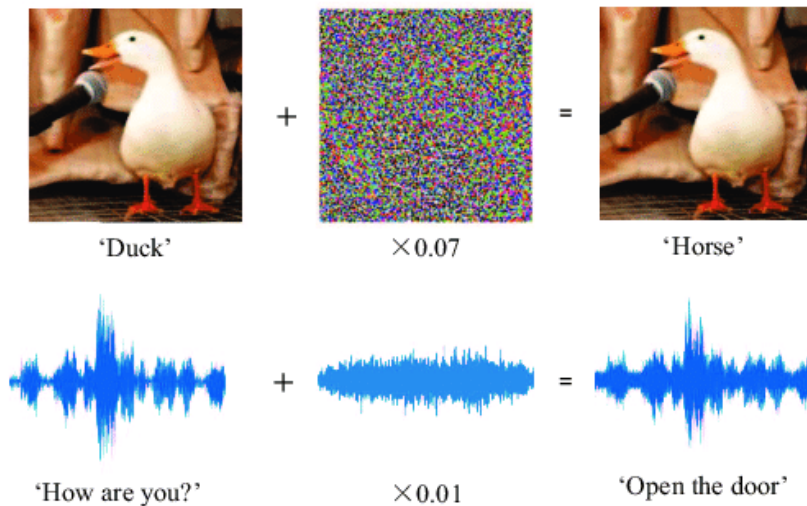 + =
‘Duck’ ×0.07 ‘Horse’
+ =
‘How are you?’ ×0.01 ‘Open the door’